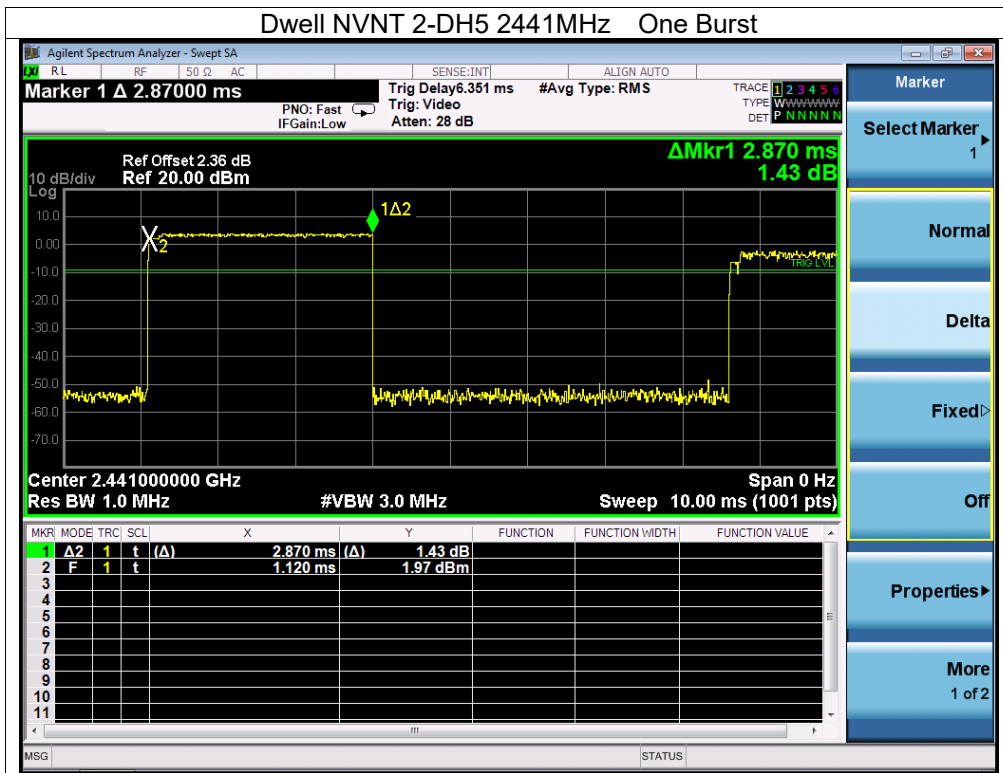 Dwell NVNT 2-DH5 2441MHz One Burst
Agilent Spectrum Analyzer - Swept SA
LXI RL RF 50 Ω AC SENSE:INT ALIGN AUTO
Marker 1 Δ 2.87000 ms
PNO: Fast
IFGain:Low
Trig Delay6.351 ms
Trig: Video
Atten: 28 dB
#Avg Type: RMS
TRACE 1 2 3 4 5 6
TYPE WWWWWW
DET P N N N N N
ΔMkr1 2.870 ms
1.43 dB
Ref Offset 2.36 dB
10 dB/div Ref 20.00 dBm
Log
10.0
0.00
-10.0
-20.0
-30.0
-40.0
-50.0
-60.0
-70.0
1Δ2
2
TRIG LVL
Center 2.441000000 GHz Span 0 Hz
Res BW 1.0 MHz #VBW 3.0 MHz Sweep 10.00 ms (1001 pts)
MKR MODE TRC SCL X Y FUNCTION FUNCTION WIDTH FUNCTION VALUE
1 Δ2 1 t (Δ) 2.870 ms (Δ) 1.43 dB
2 F 1 t 1.120 ms 1.97 dBm
3
4
5
6
7
8
9
10
11
MSG STATUS
Marker
Select Marker
1
Normal
Delta
Fixed
Off
Properties
More
1 of 2